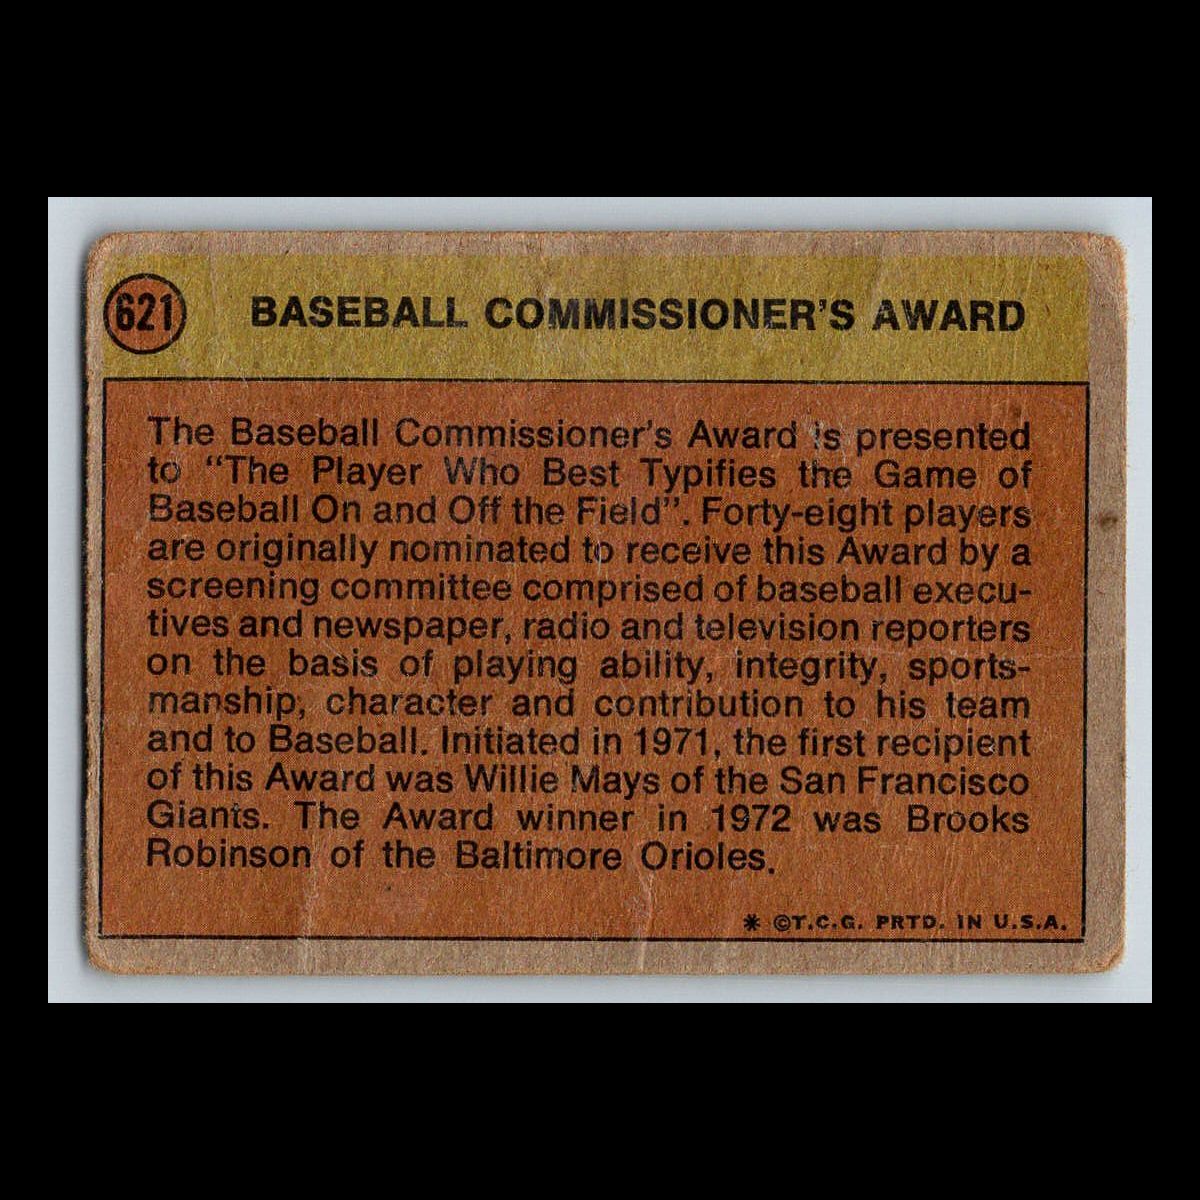 621
BASEBALL COMMISSIONER'S AWARD
The Baseball Commissioner's Award is presented
to "The Player Who Best Typifies the Game of
Baseball On and Off the Field". Forty-eight players
are originally nominated to receive this Award by a
screening committee comprised of baseball execu-
tives and newspaper, radio and television reporters
on the basis of playing ability, integrity, sports-
manship, character and contribution to his team
and to Baseball. Initiated in 1971, the first recipient
of this Award was Willie Mays of the San Francisco
Giants. The Award winner in 1972 was Brooks
Robinson of the Baltimore Orioles.
* ©T.C.G. PRTD. IN U.S.A.